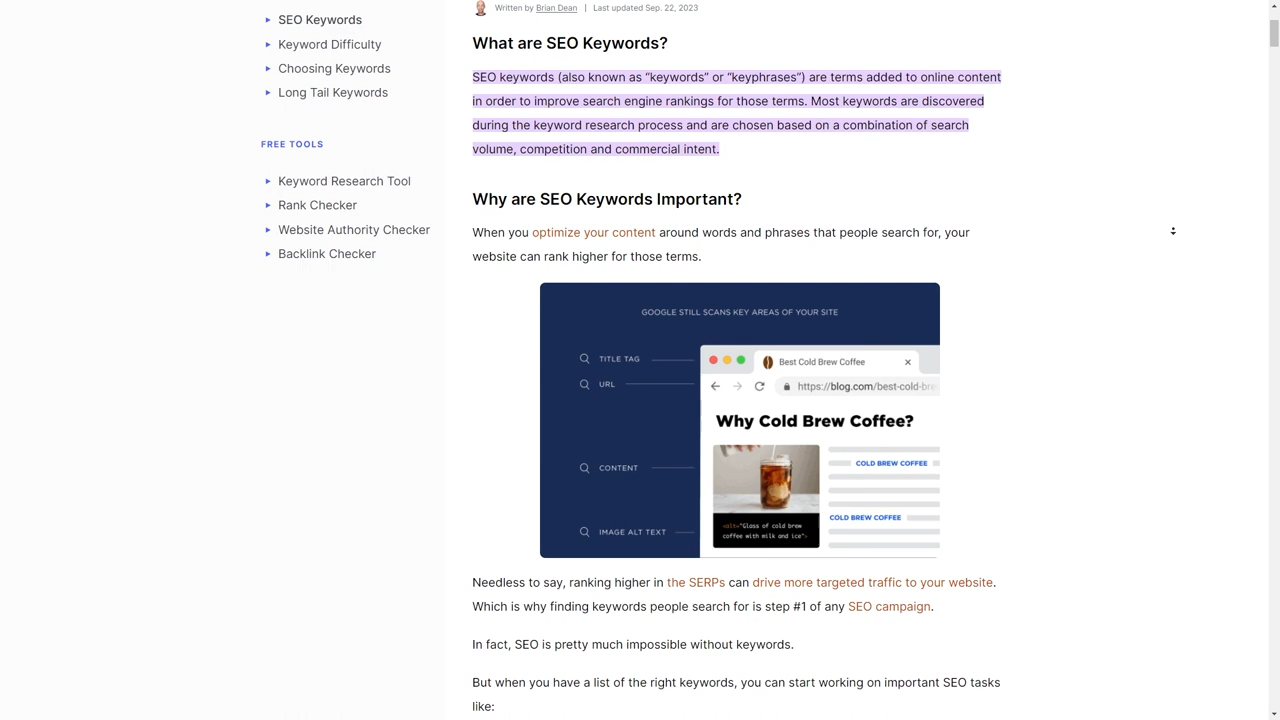 SEO Keywords
Keyword Difficulty
Choosing Keywords
Long Tail Keywords
FREE TOOLS
Keyword Research Tool
Rank Checker
Website Authority Checker
Backlink Checker
Written by Brian Dean | Last updated Sep. 22, 2023
What are SEO Keywords?
SEO keywords (also known as “keywords” or “keyphrases”) are terms added to online content
in order to improve search engine rankings for those terms. Most keywords are discovered
during the keyword research process and are chosen based on a combination of search
volume, competition and commercial intent.
Why are SEO Keywords Important?
When you optimize your content around words and phrases that people search for, your
website can rank higher for those terms.
GOOGLE STILL SCANS KEY AREAS OF YOUR SITE
TITLE TAG
Best Cold Brew Coffee
URL
https://blog.com/best-cold-bre
Why Cold Brew Coffee?
CONTENT
COLD BREW COFFEE
COLD BREW COFFEE
IMAGE ALT TEXT
<alt="Glass of cold brew
coffee with milk and ice">
Needless to say, ranking higher in the SERPs can drive more targeted traffic to your website.
Which is why finding keywords people search for is step #1 of any SEO campaign.
In fact, SEO is pretty much impossible without keywords.
But when you have a list of the right keywords, you can start working on important SEO tasks
like: